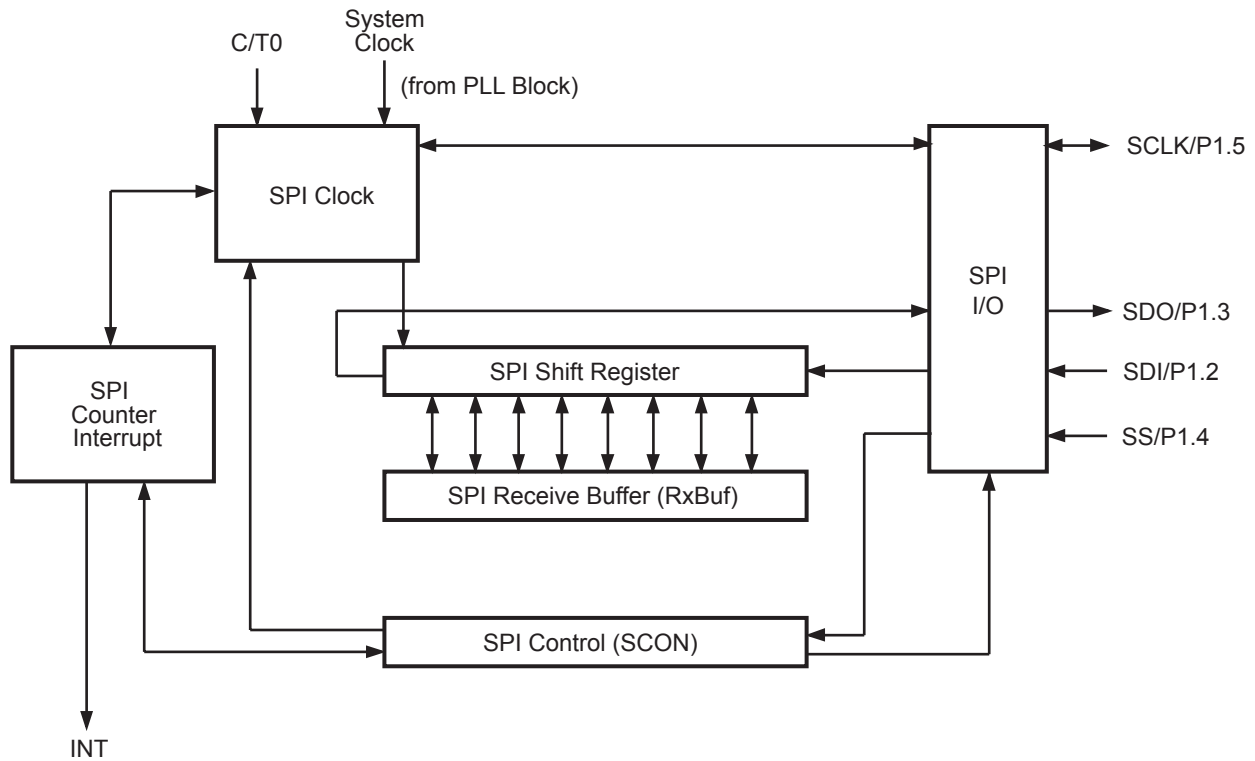 System
Clock
C/T0
(from PLL Block)
SCLK/P1.5
SPI Clock
SPI
I/O
SDO/P1.3
SPI Shift Register
SDI/P1.2
SPI
Counter
Interrupt
SS/P1.4
SPI Receive Buffer (RxBuf)
SPI Control (SCON)
INT